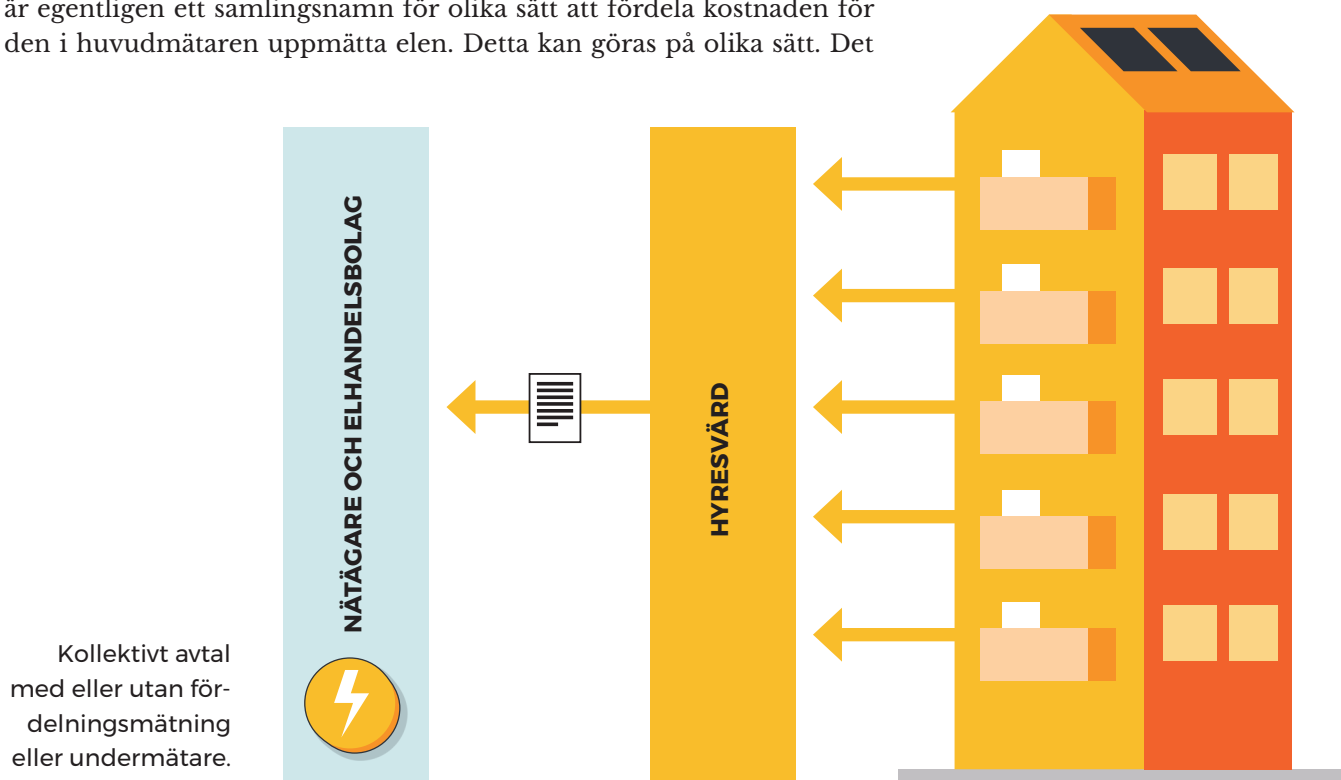 är egentligen ett samlingsnamn för olika sätt att fördela kostnaden för
den i huvudmätaren uppmätta elen. Detta kan göras på olika sätt. Det
NÄTÄGARE OCH ELHANDELSBOLAG
HYRESVÄRD
Kollektivt avtal
med eller utan för-
delningsmätning
eller undermätare.